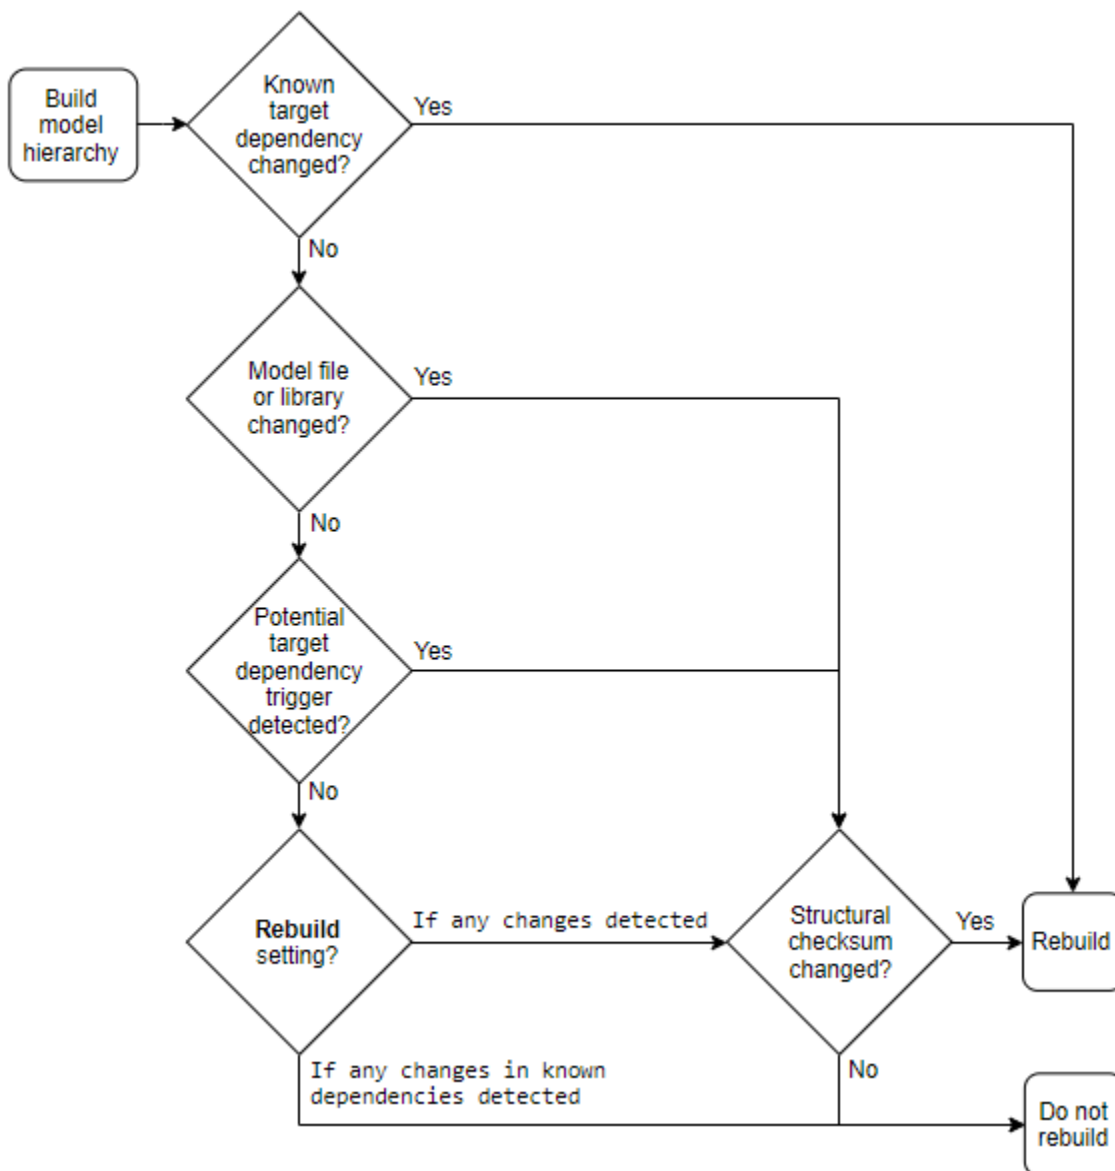 Build
model
hierarchy
Known
target
dependency
changed?
Yes
No
Model file
or library
changed?
Yes
No
Potential
target
dependency
trigger
detected?
Yes
No
Rebuild
setting?
If any changes detected
If any changes in known
dependencies detected
Structural
checksum
changed?
Yes
No
Rebuild
Do not
rebuild